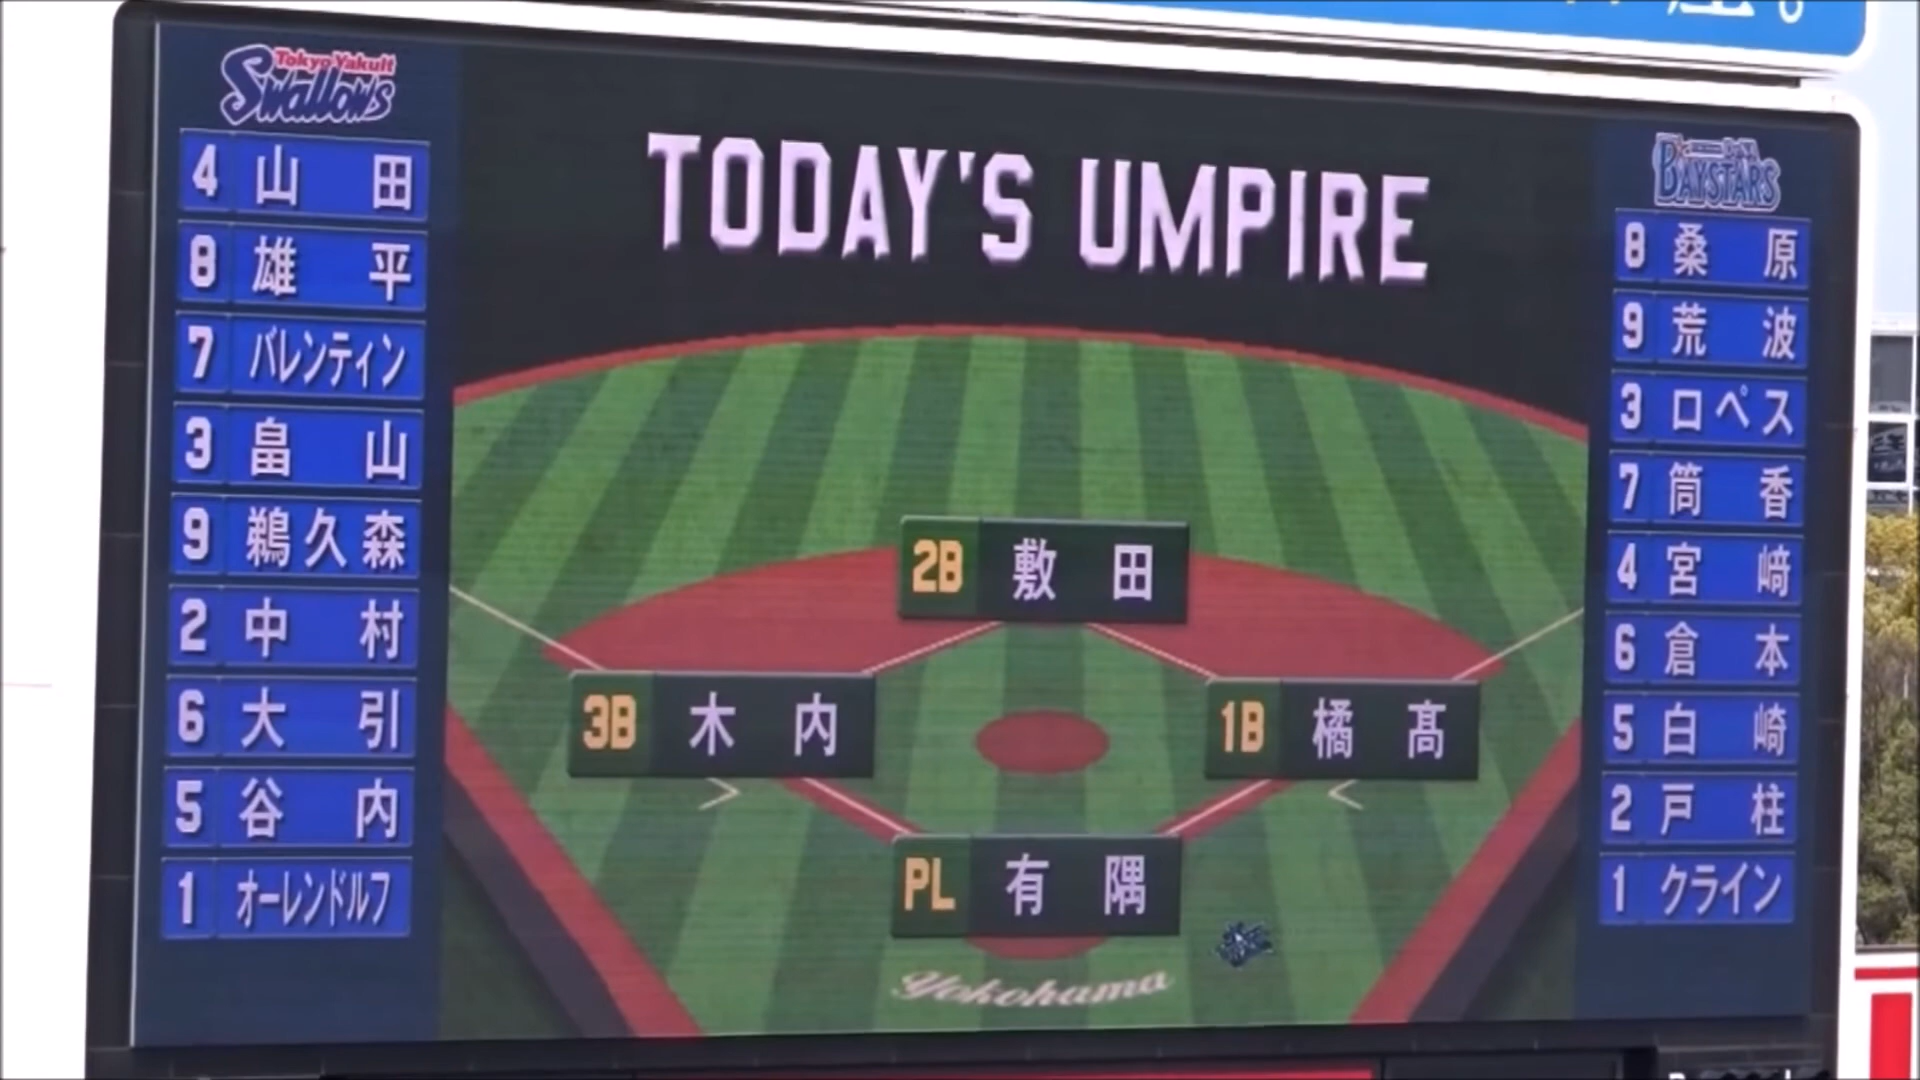 Tokyo Yakult
Swallows
4 山田
8 雄平
7 バレンティン
3 畠山
9 鵜久森
2 中村
6 大引
5 谷内
1 オーレンドルフ
TODAY'S UMPIRE
2B 敷田
3B 木内
1B 橘髙
PL 有隅
Yokohama
BAYSTARS
8 桑原
9 荒波
3 ロペス
7 筒香
4 宮﨑
6 倉本
5 白崎
2 戸柱
1 クライン